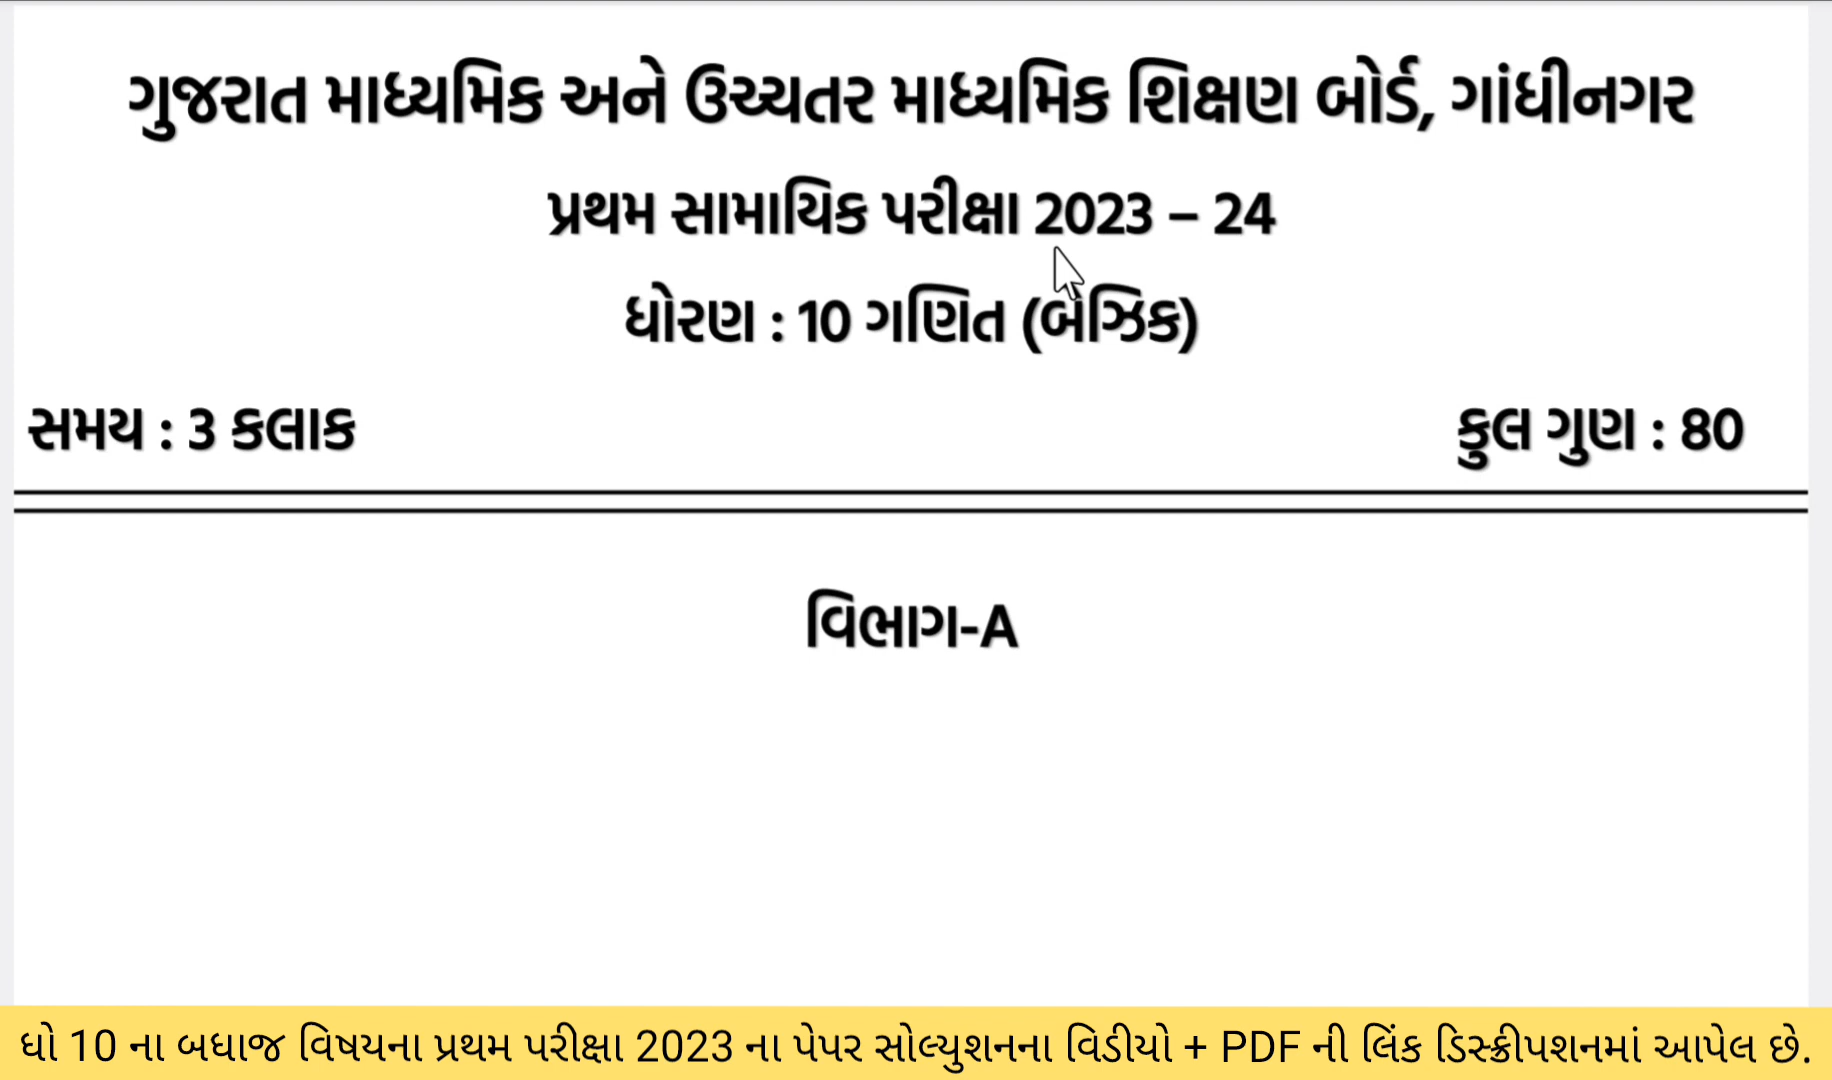 ગુજરાત માધ્યમિક અને ઉચ્ચતર માધ્યમિક શિક્ષણ બોર્ડ, ગાંધીનગર
પ્રથમ સામાયિક પરીક્ષા 2023 – 24
ધોરણ : 10 ગણિત (બેઝિક)
સમય : 3 કલાક કુલ ગુણ : 80
વિભાગ-A
ધો 10 ના બધાજ વિષયના પ્રથમ પરીક્ષા 2023 ના પેપર સોલ્યુશનના વિડીયો + PDF ની લિંક ડિસ્ક્રીપશનમાં આપેલ છે.